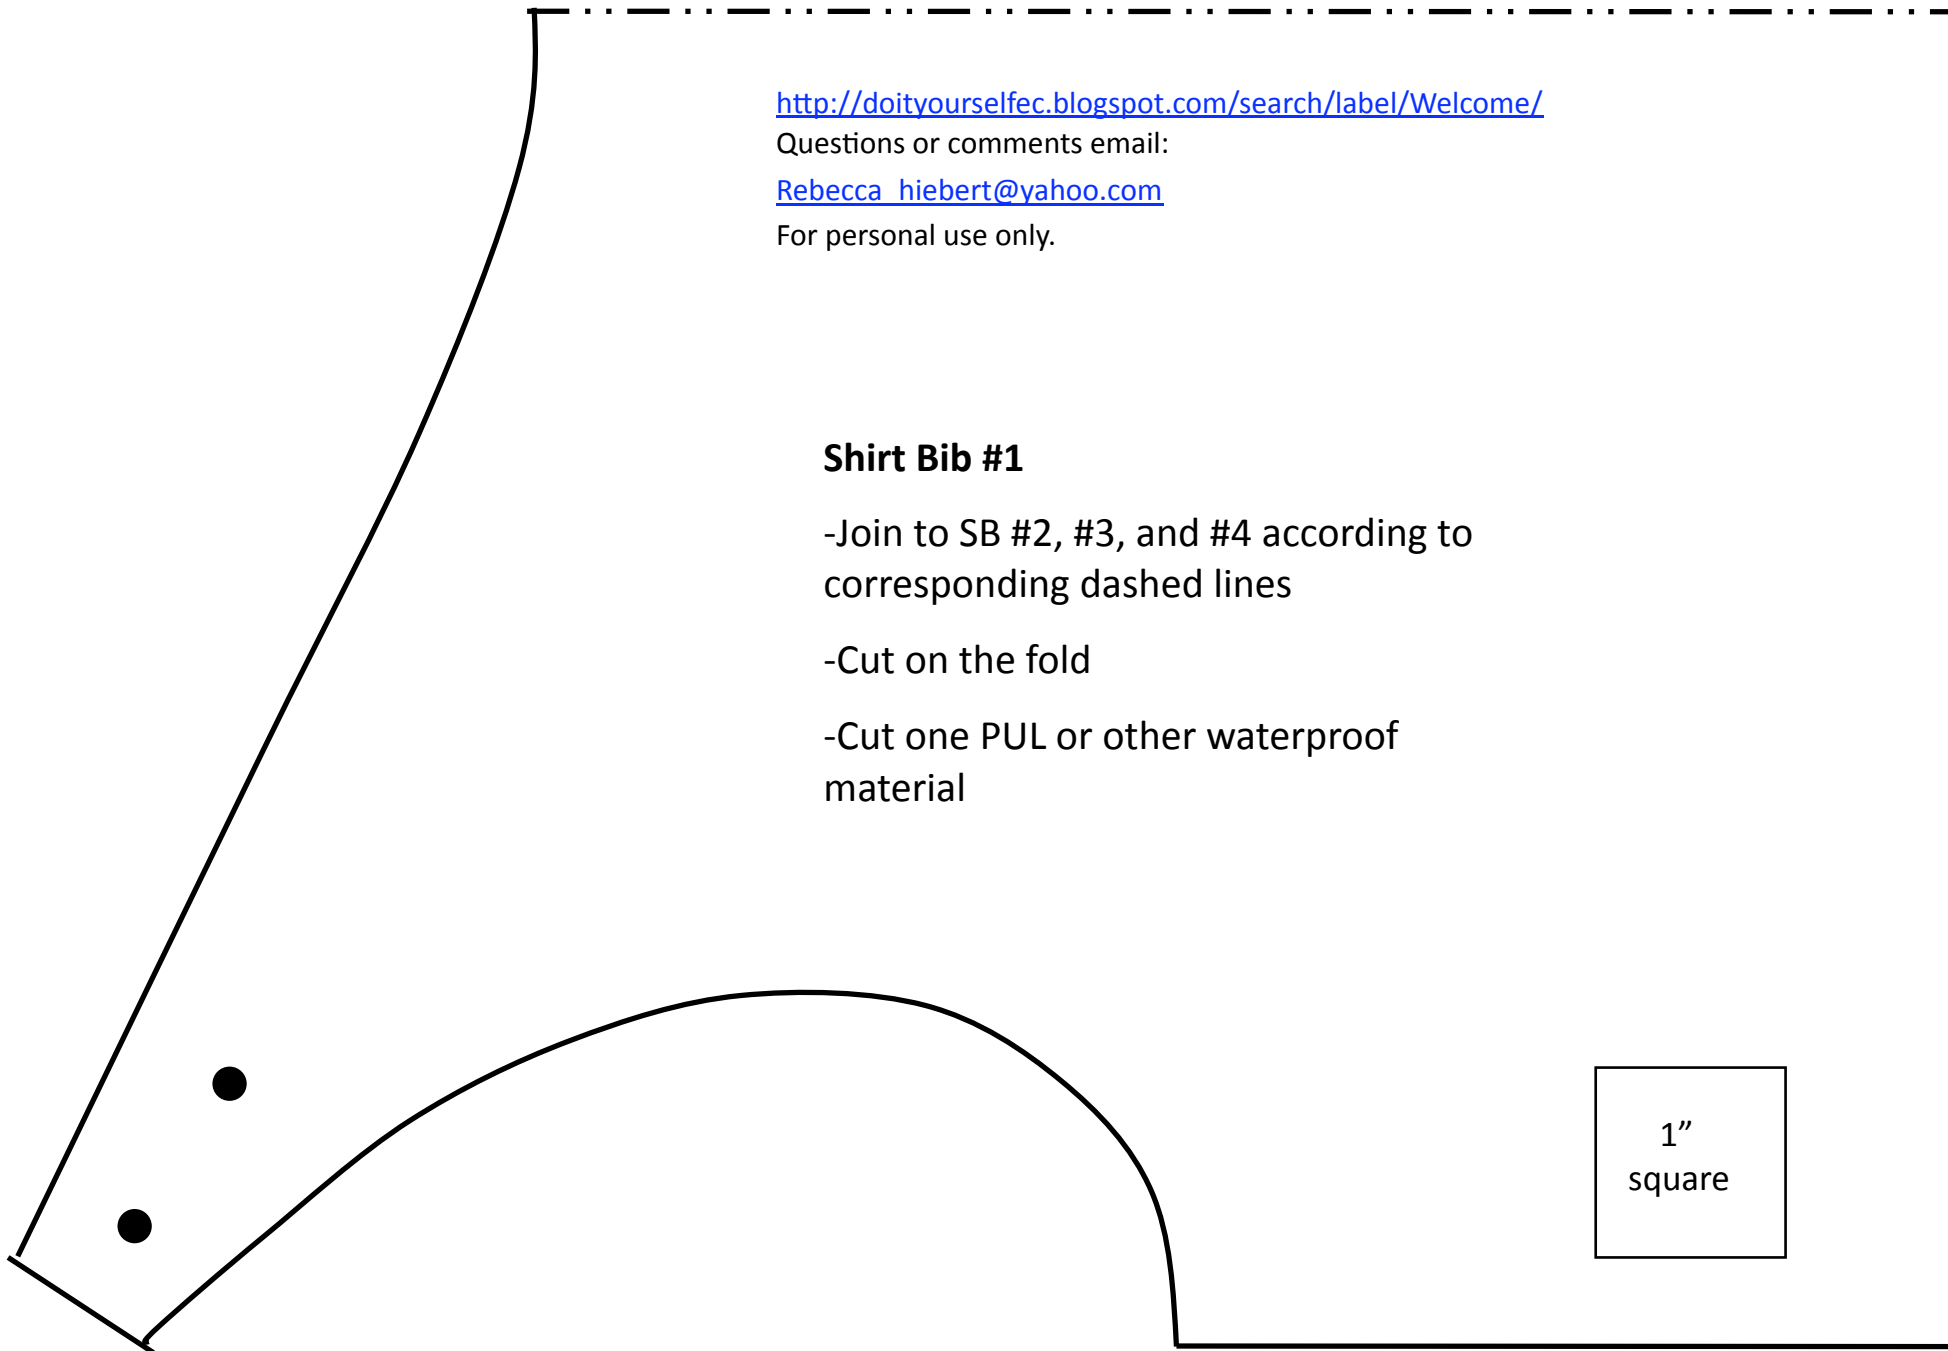 http://doityourselfec.blogspot.com/search/label/Welcome/
Questions or comments email:
Rebecca_hiebert@yahoo.com
For personal use only.
Shirt Bib #1
-Join to SB #2, #3, and #4 according to
corresponding dashed lines
-Cut on the fold
-Cut one PUL or other waterproof
material
1”
square